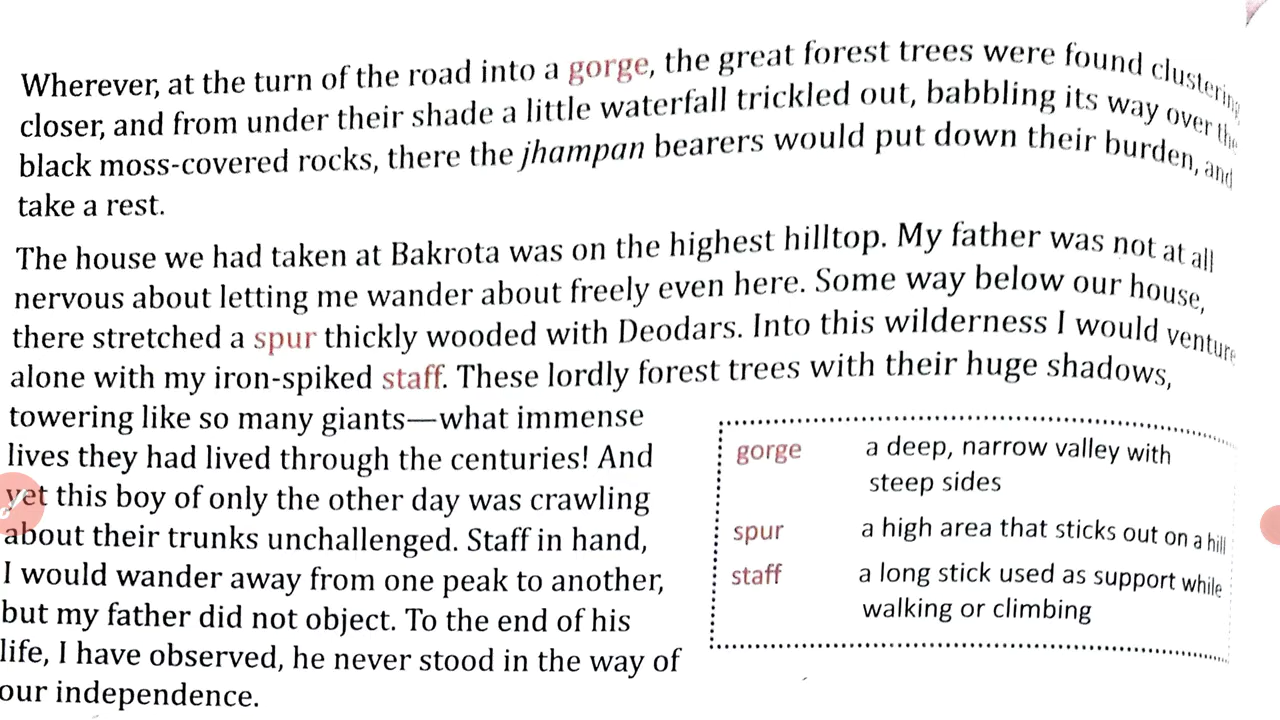 Wherever, at the turn of the road into a gorge, the great forest trees were found clustering
closer, and from under their shade a little waterfall trickled out, babbling its way over the
black moss-covered rocks, there the jhampan bearers would put down their burden, and
take a rest.
The house we had taken at Bakrota was on the highest hilltop. My father was not at all
nervous about letting me wander about freely even here. Some way below our house,
there stretched a spur thickly wooded with Deodars. Into this wilderness I would venture
alone with my iron-spiked staff. These lordly forest trees with their huge shadows,
towering like so many giants—what immense
lives they had lived through the centuries! And
yet this boy of only the other day was crawling
about their trunks unchallenged. Staff in hand,
I would wander away from one peak to another,
but my father did not object. To the end of his
life, I have observed, he never stood in the way of
our independence.
gorge a deep, narrow valley with
steep sides
spur a high area that sticks out on a hill
staff a long stick used as support while
walking or climbing